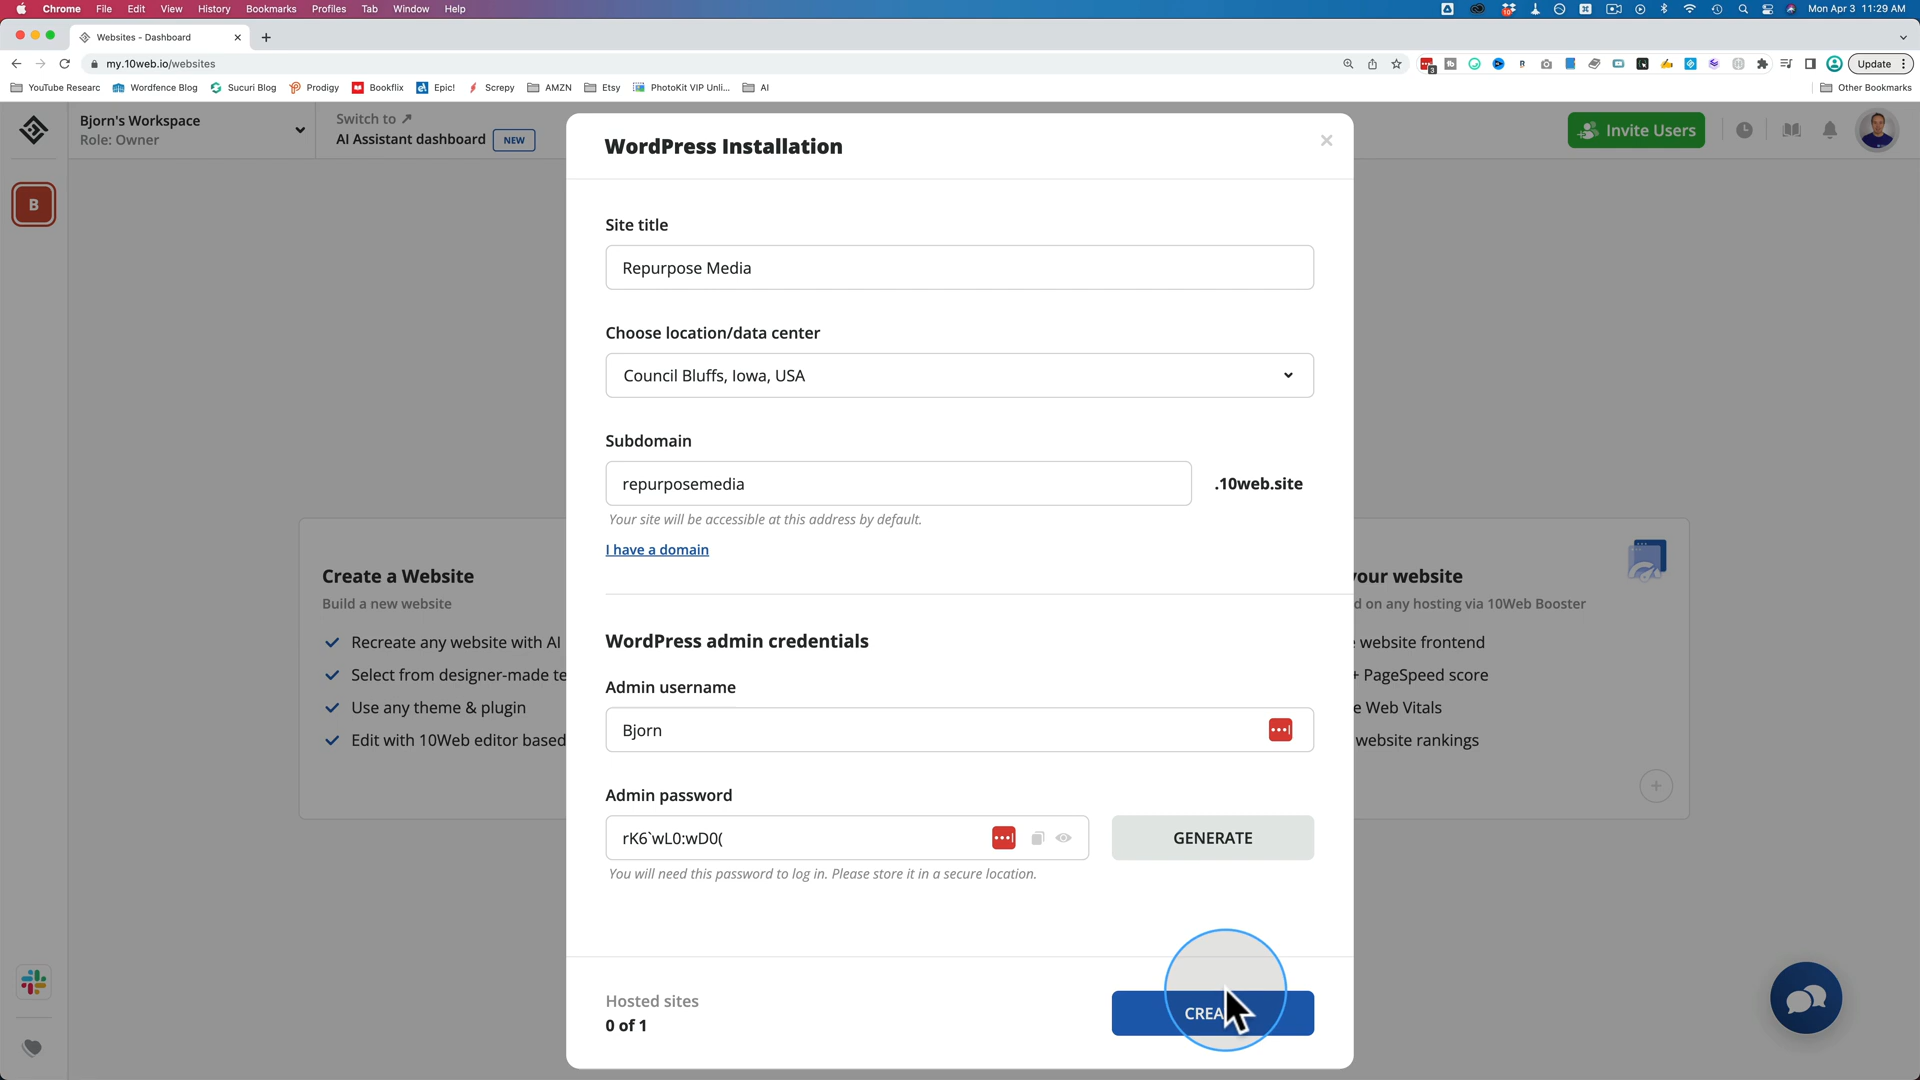 Chrome File Edit View History Bookmarks Profiles Tab Window Help
Mon Apr 3 11:29 AM
Websites - Dashboard
my.10web.io/websites
Update
YouTube Researc Wordfence Blog Sucuri Blog Prodigy Bookflix Epic! Screpy AMZN Etsy PhotoKit VIP Unli... AI Other Bookmarks
Bjorn's Workspace
Role: Owner
Switch to
AI Assistant dashboard NEW
Invite Users
B
WordPress Installation
Site title
Repurpose Media
Choose location/data center
Council Bluffs, Iowa, USA
Subdomain
repurposemedia .10web.site
Your site will be accessible at this address by default.
I have a domain
WordPress admin credentials
Admin username
Bjorn
Admin password
rK6`wL0:wD0(
GENERATE
You will need this password to log in. Please store it in a secure location.
Hosted sites
0 of 1
CREA
Create a Website
Build a new website
Recreate any website with AI
Select from designer-made te
Use any theme & plugin
Edit with 10Web editor based
your website
d on any hosting via 10Web Booster
website frontend
+ PageSpeed score
e Web Vitals
website rankings